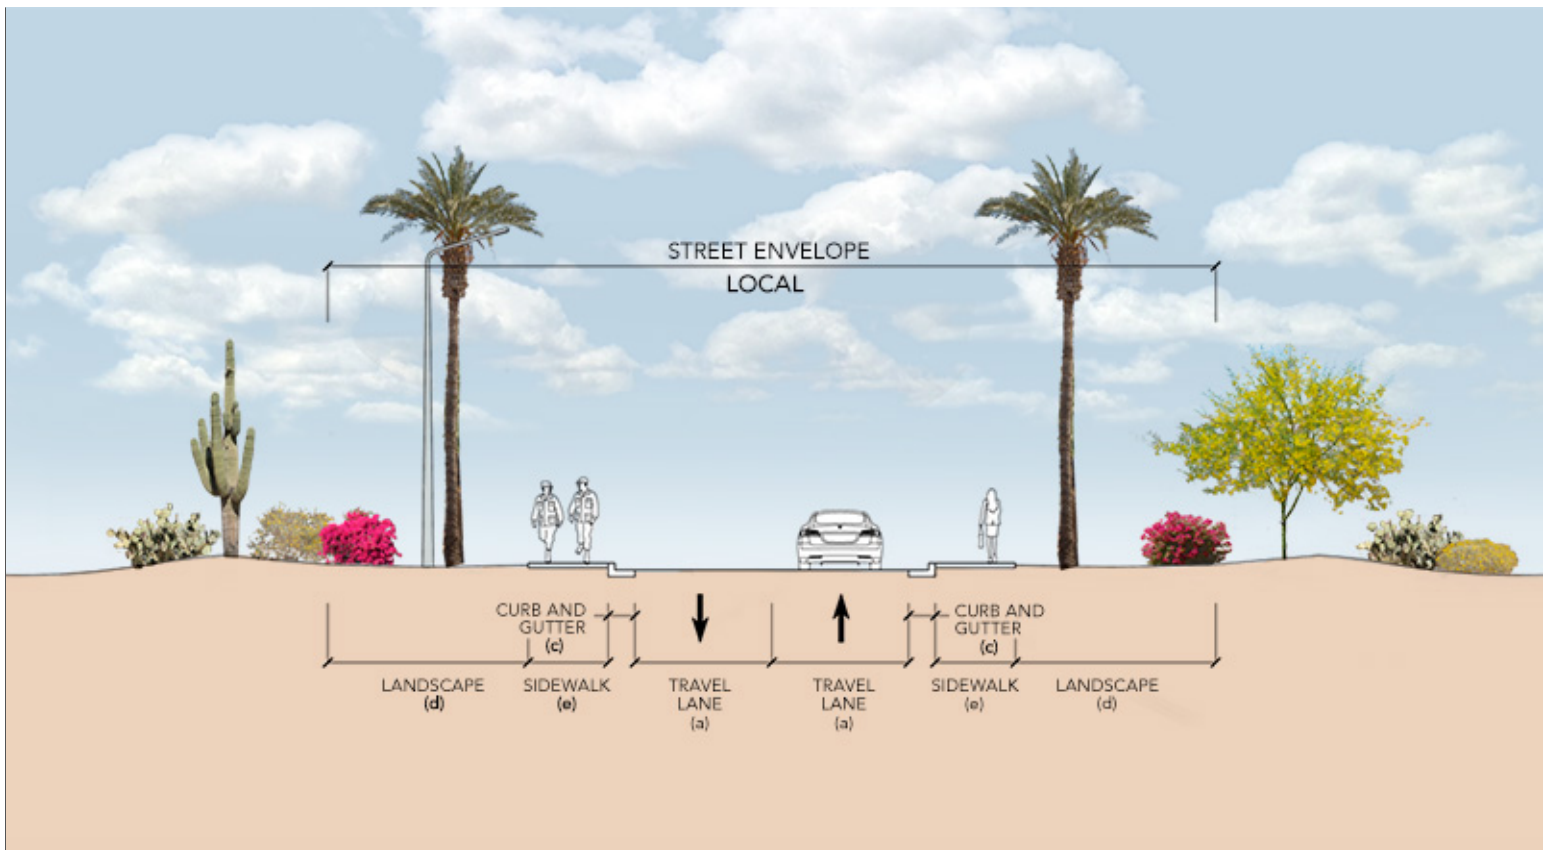 STREET ENVELOPE
LOCAL
CURB AND
GUTTER
(c)
CURB AND
GUTTER
(c)
LANDSCAPE
(d)
SIDEWALK
(e)
TRAVEL
LANE
(a)
TRAVEL
LANE
(a)
SIDEWALK
(e)
LANDSCAPE
(d)